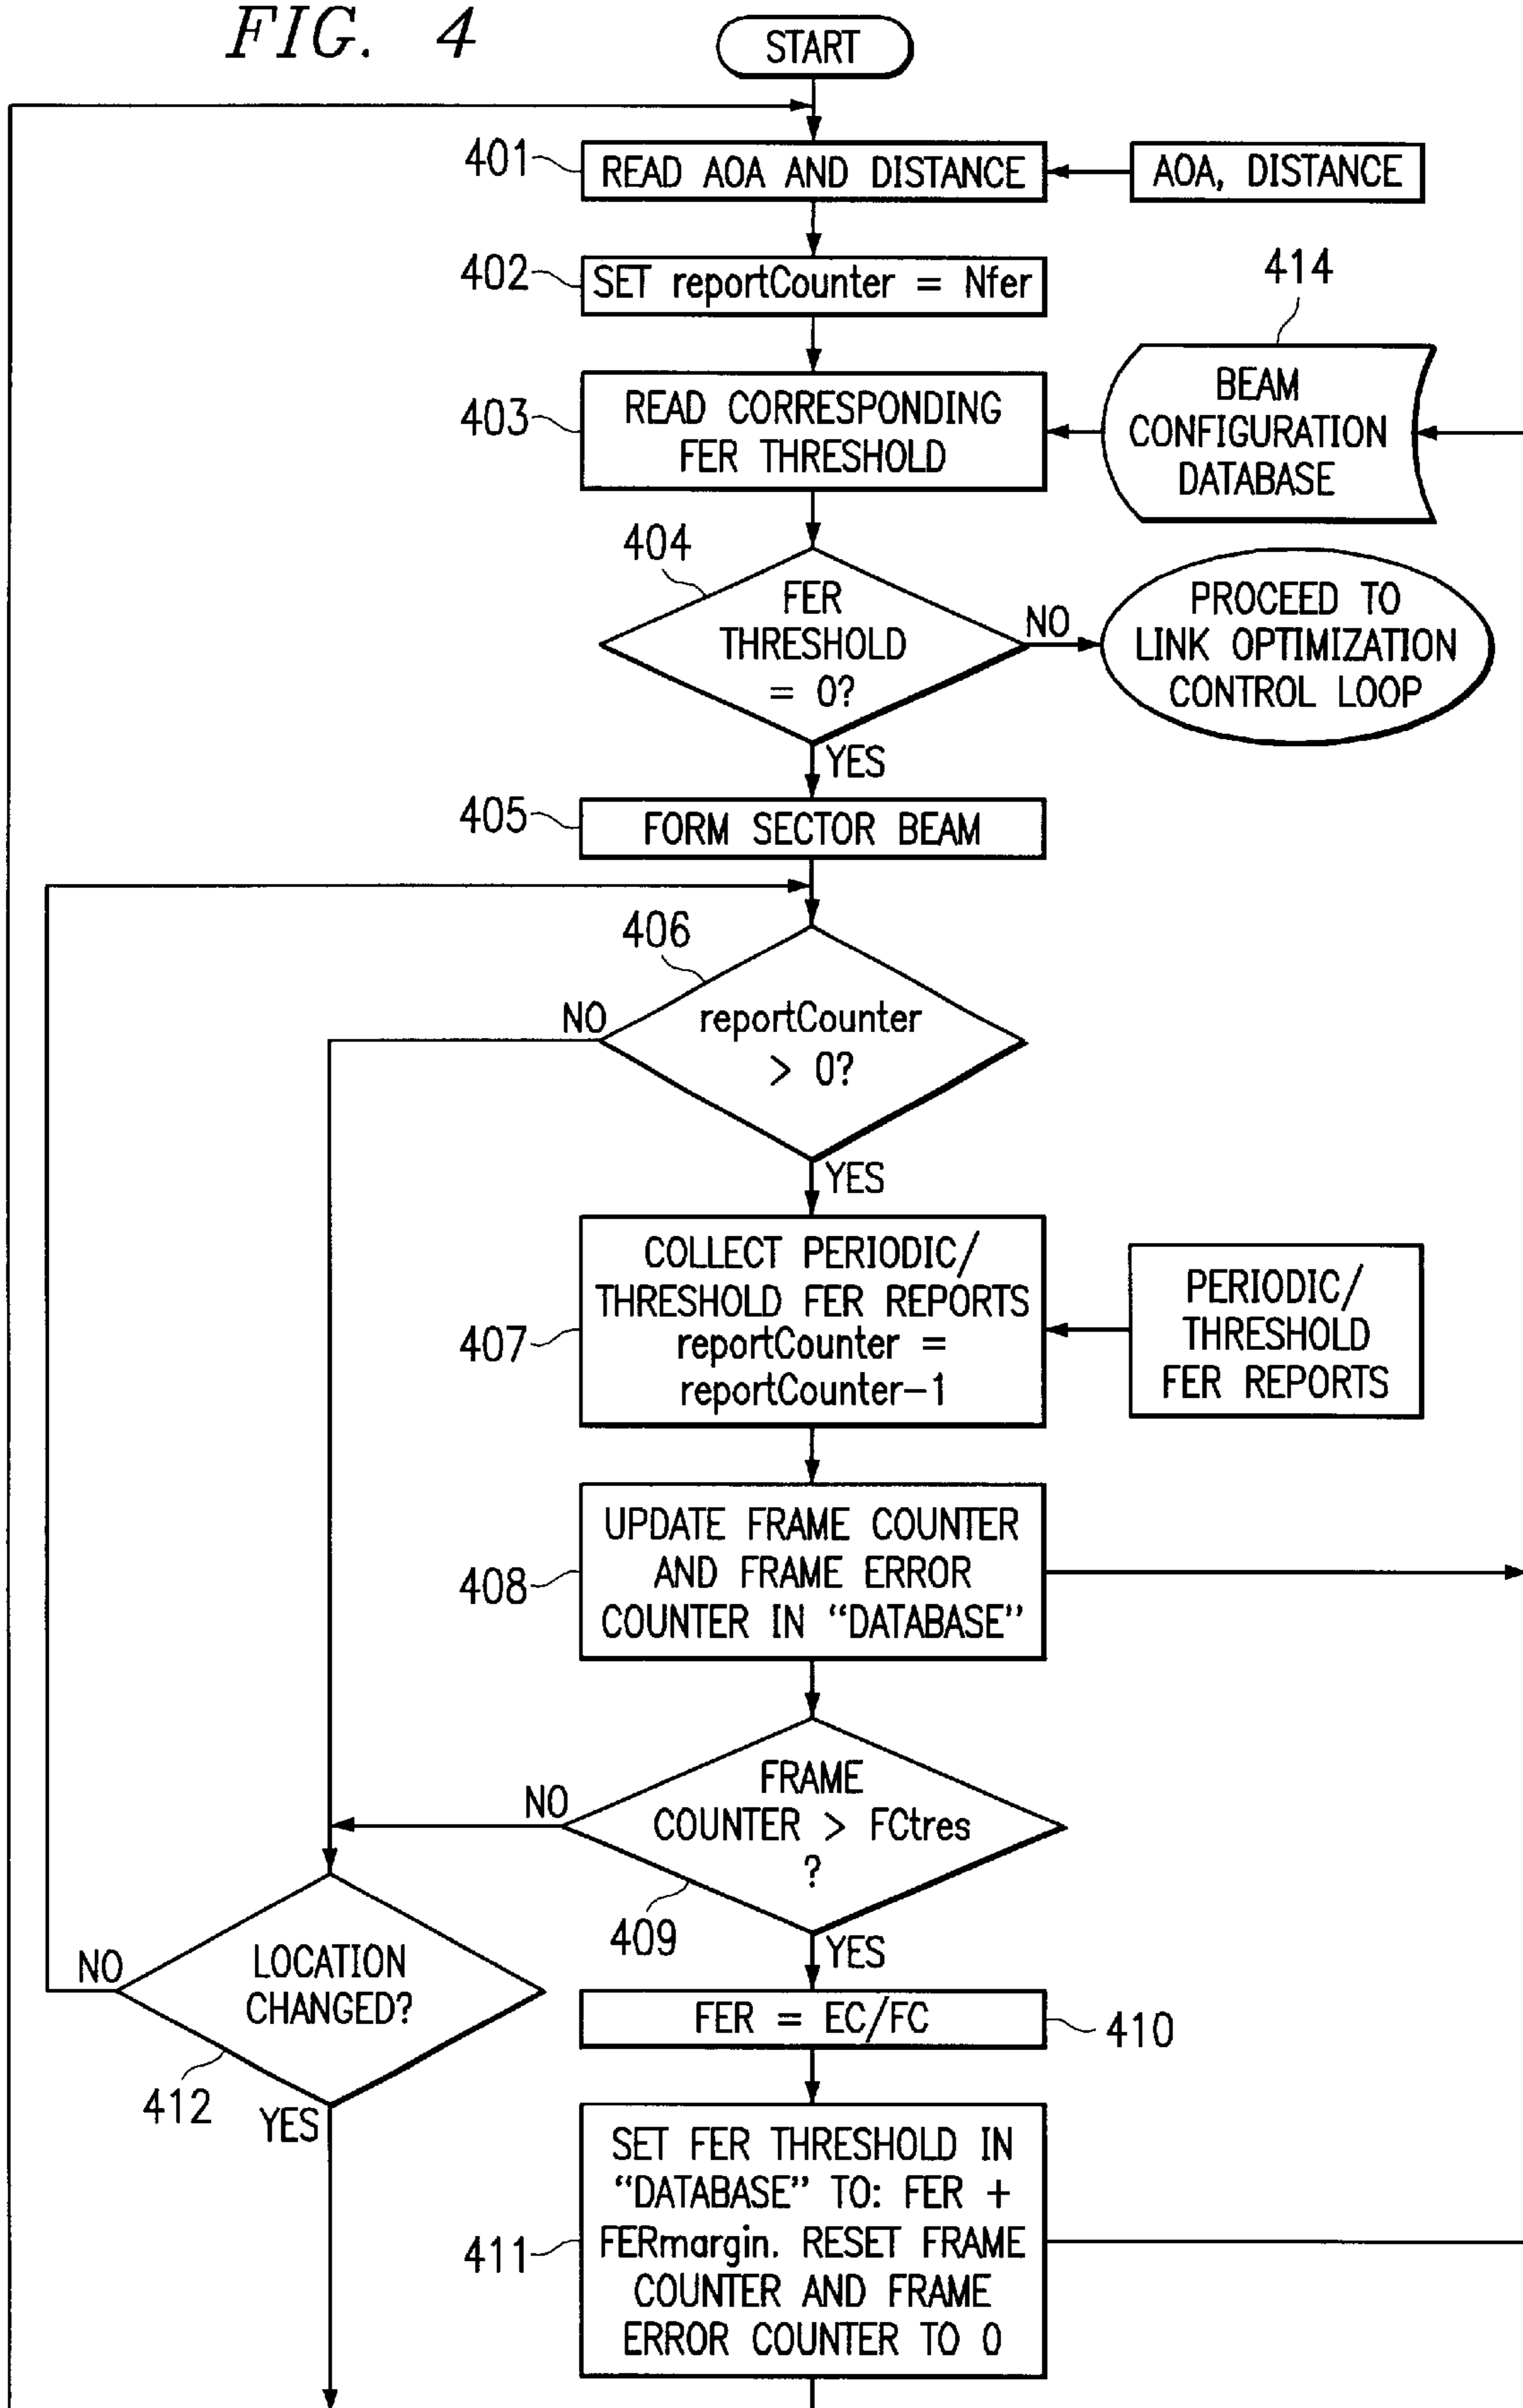 FIG. 4
START
401
READ AOA AND DISTANCE
AOA, DISTANCE
402
SET reportCounter = Nfer
414
403
READ CORRESPONDING
FER THRESHOLD
BEAM
CONFIGURATION
DATABASE
404
FER
THRESHOLD
= 0?
NO
PROCEED TO
LINK OPTIMIZATION
CONTROL LOOP
YES
405
FORM SECTOR BEAM
406
NO
reportCounter
> 0?
YES
407
COLLECT PERIODIC/
THRESHOLD FER REPORTS
reportCounter =
reportCounter-1
PERIODIC/
THRESHOLD
FER REPORTS
408
UPDATE FRAME COUNTER
AND FRAME ERROR
COUNTER IN “DATABASE”
NO
FRAME
COUNTER > FCtres
?
409
YES
NO
LOCATION
CHANGED?
412
YES
FER = EC/FC
410
411
SET FER THRESHOLD IN
“DATABASE” TO: FER +
FERmargin. RESET FRAME
COUNTER AND FRAME
ERROR COUNTER TO 0